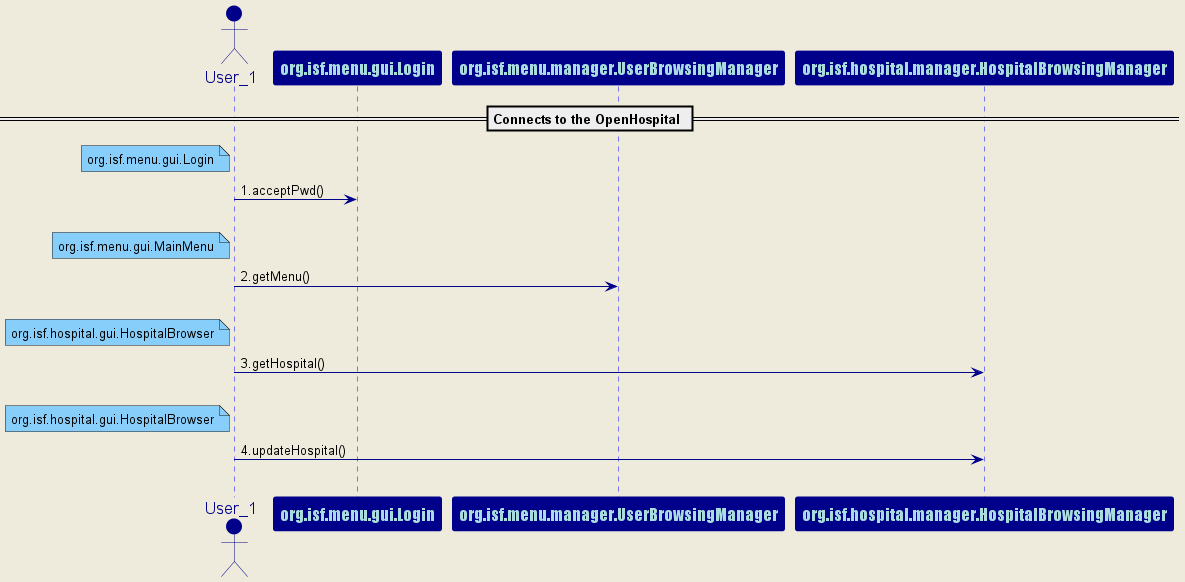 User_1
org.isf.menu.gui.Login
org.isf.menu.manager.UserBrowsingManager
org.isf.hospital.manager.HospitalBrowsingManager
Connects to the OpenHospital
org.isf.menu.gui.Login
1.acceptPwd()
org.isf.menu.gui.MainMenu
2.getMenu()
org.isf.hospital.gui.HospitalBrowser
3.getHospital()
org.isf.hospital.gui.HospitalBrowser
4.updateHospital()
User_1
org.isf.menu.gui.Login
org.isf.menu.manager.UserBrowsingManager
org.isf.hospital.manager.HospitalBrowsingManager